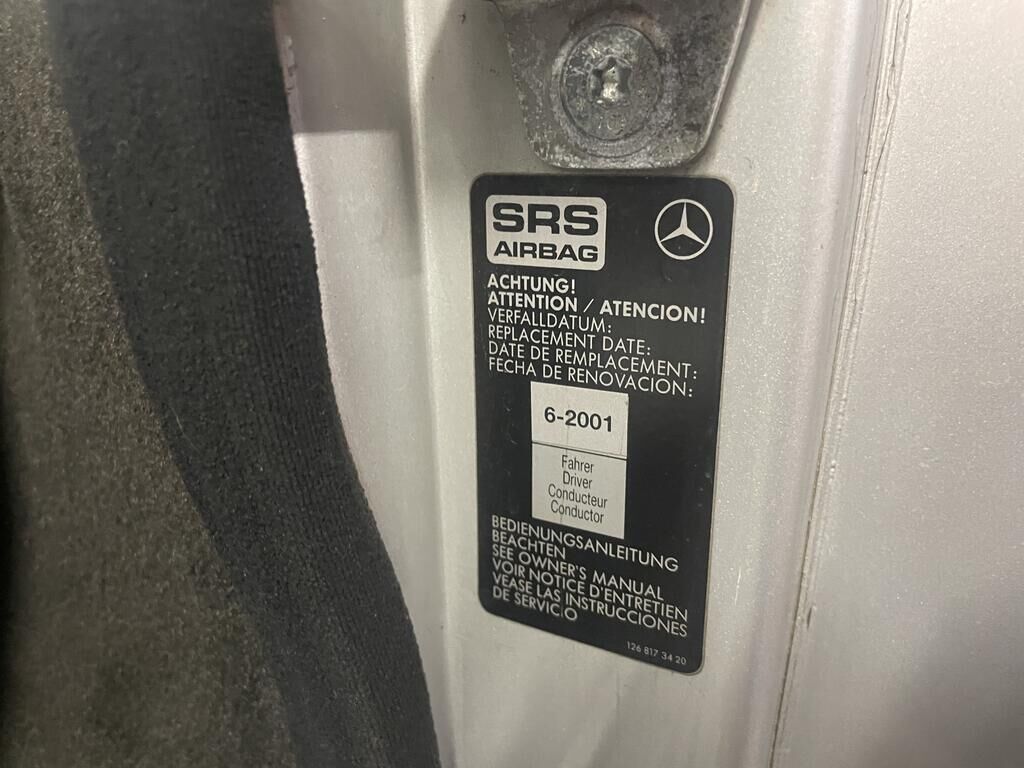 SRS
AIRBAG
ACHTUNG!
ATTENTION / ATENCION!
VERFALLDATUM:
REPLACEMENT DATE:
DATE DE REMPLACEMENT:
FECHA DE RENOVACION:
6-2001
Fahrer
Driver
Conducteur
Conductor
BEDIENUNGSANLEITUNG
BEACHTEN
SEE OWNER'S MANUAL
VOIR NOTICE D'ENTRETIEN
VEASE LAS INSTRUCCIONES
DE SERVICIO
126 817 34 20